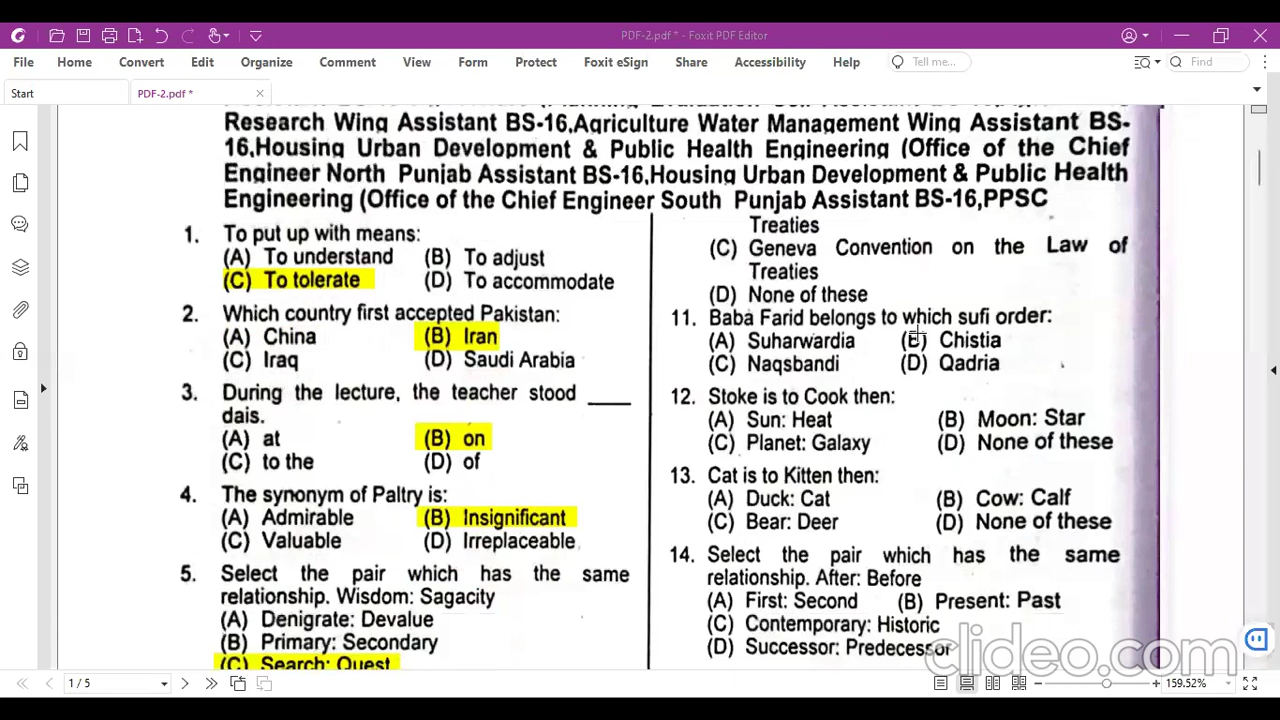 PDF-2.pdf * - Foxit PDF Editor
File Home Convert Edit Organize Comment View Form Protect Foxit eSign Share Accessibility Help Tell me... Find
Start PDF-2.pdf *
Research Wing Assistant BS-16,Agriculture Water Management Wing Assistant BS-
16,Housing Urban Development & Public Health Engineering (Office of the Chief
Engineer North Punjab Assistant BS-16,Housing Urban Development & Public Health
Engineering (Office of the Chief Engineer South Punjab Assistant BS-16,PPSC
1. To put up with means:
(A) To understand (B) To adjust
(C) To tolerate (D) To accommodate
2. Which country first accepted Pakistan:
(A) China (B) Iran
(C) Iraq (D) Saudi Arabia
3. During the lecture, the teacher stood ____
dais.
(A) at (B) on
(C) to the (D) of
4. The synonym of Paltry is:
(A) Admirable (B) Insignificant
(C) Valuable (D) Irreplaceable
5. Select the pair which has the same
relationship. Wisdom: Sagacity
(A) Denigrate: Devalue
(B) Primary: Secondary
(C) Search: Quest
Treaties
(C) Geneva Convention on the Law of
Treaties
(D) None of these
11. Baba Farid belongs to which sufi order:
(A) Suharwardia (B) Chistia
(C) Naqsbandi (D) Qadria
12. Stoke is to Cook then:
(A) Sun: Heat (B) Moon: Star
(C) Planet: Galaxy (D) None of these
13. Cat is to Kitten then:
(A) Duck: Cat (B) Cow: Calf
(C) Bear: Deer (D) None of these
14. Select the pair which has the same
relationship. After: Before
(A) First: Second (B) Present: Past
(C) Contemporary: Historic
(D) Successor: Predecessor
clideo.com
1 / 5 159.52%